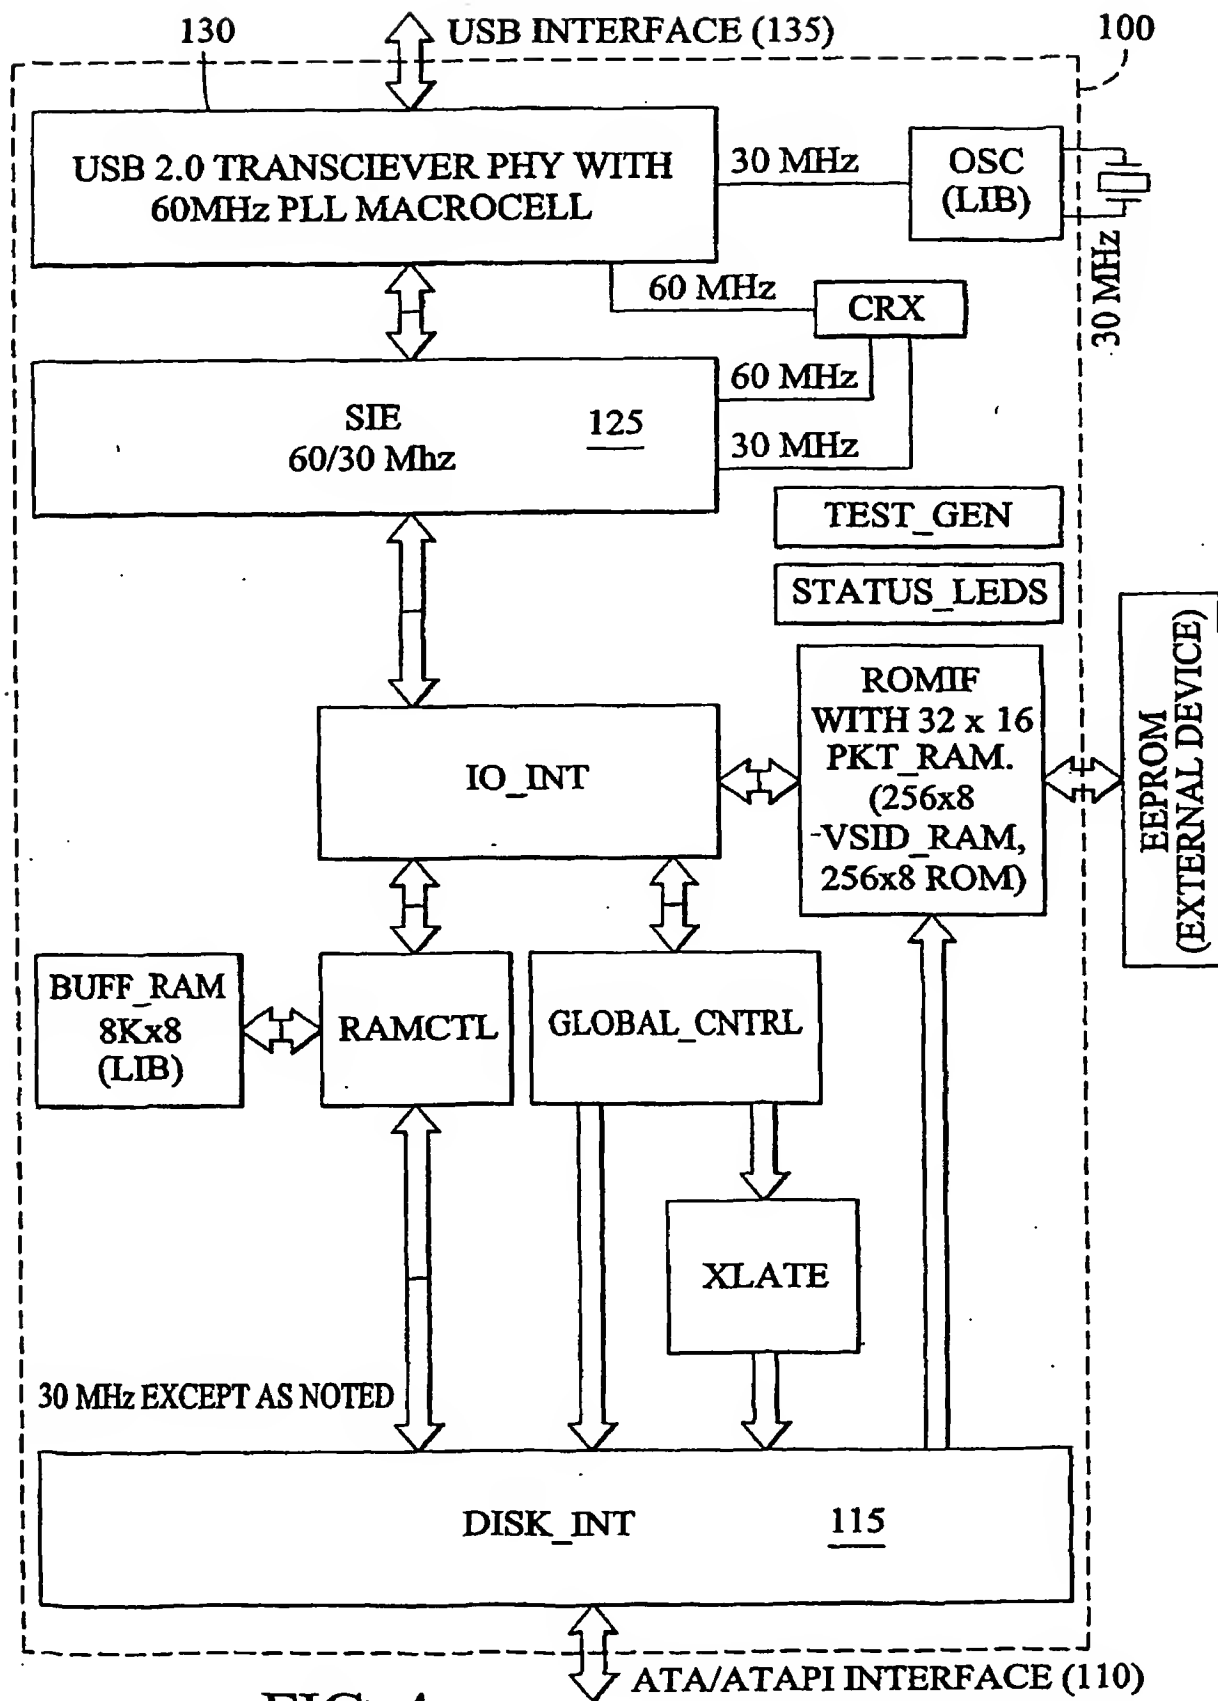 130
USB INTERFACE (135)
100
USB 2.0 TRANSCIEVER PHY WITH
60MHz PLL MACROCELL
30 MHz
OSC
(LIB)
30 MHz
60 MHz
CRX
SIE
60/30 Mhz
125
60 MHz
30 MHz
TEST_GEN
STATUS_LEDS
IO_INT
ROMIF
WITH 32 x 16
PKT_RAM.
(256x8
VSID_RAM,
256x8 ROM)
EEPROM
(EXTERNAL DEVICE)
BUFF_RAM
8Kx8
(LIB)
RAMCTL
GLOBAL_CNTRL
XLATE
30 MHz EXCEPT AS NOTED
DISK_INT
115
ATA/ATAPI INTERFACE (110)